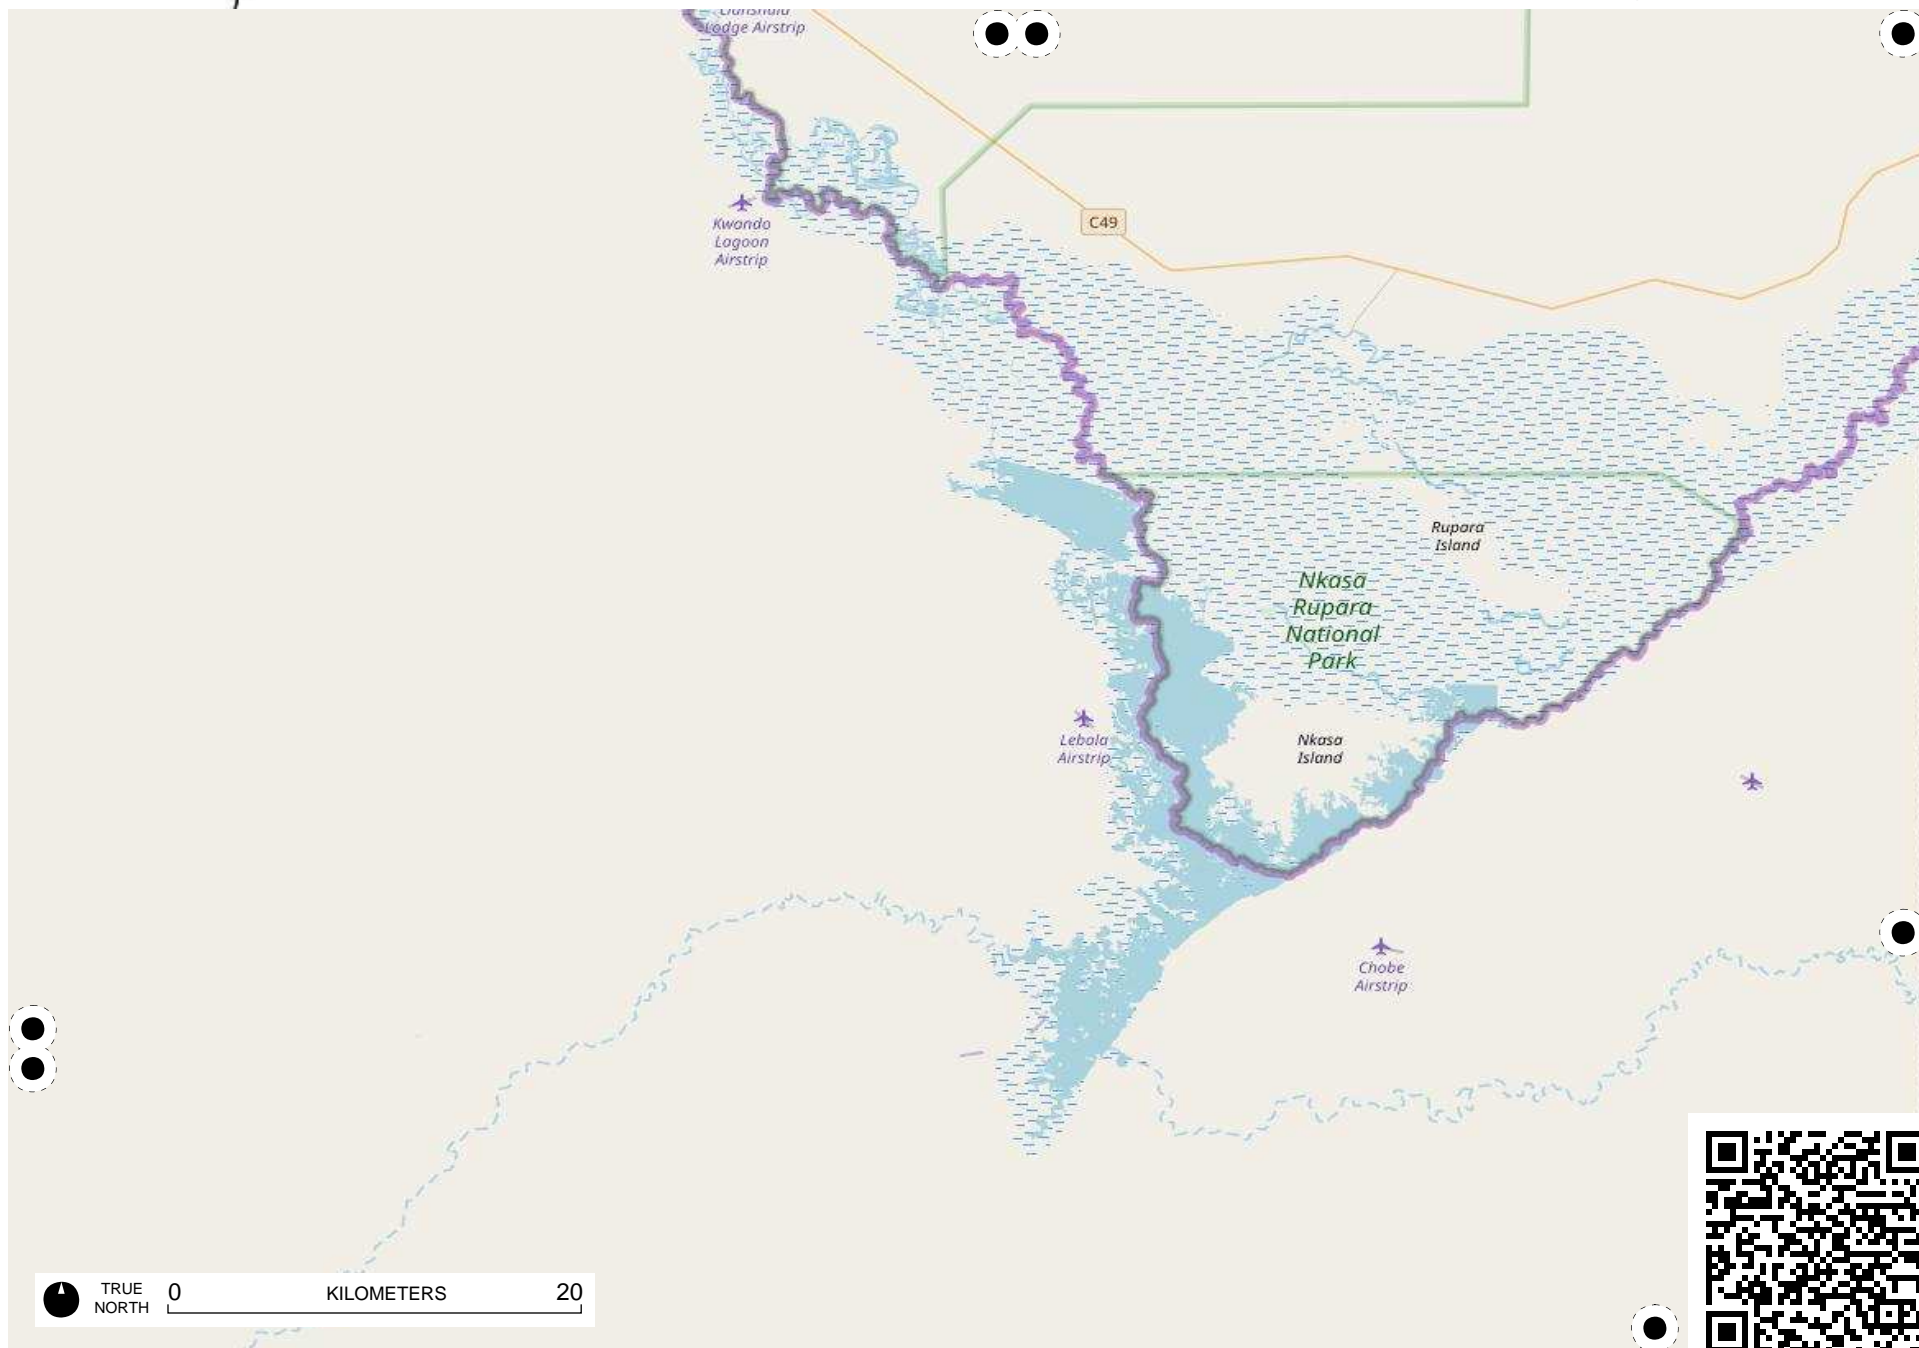 Lodge Airstrip
C49
Kwando
Lagoon
Airstrip
Rupara
Island
Nkasa
Rupara
National
Park
Lebala
Airstrip
Nkasa
Island
Chobe
Airstrip
TRUE
NORTH
0
KILOMETERS
20